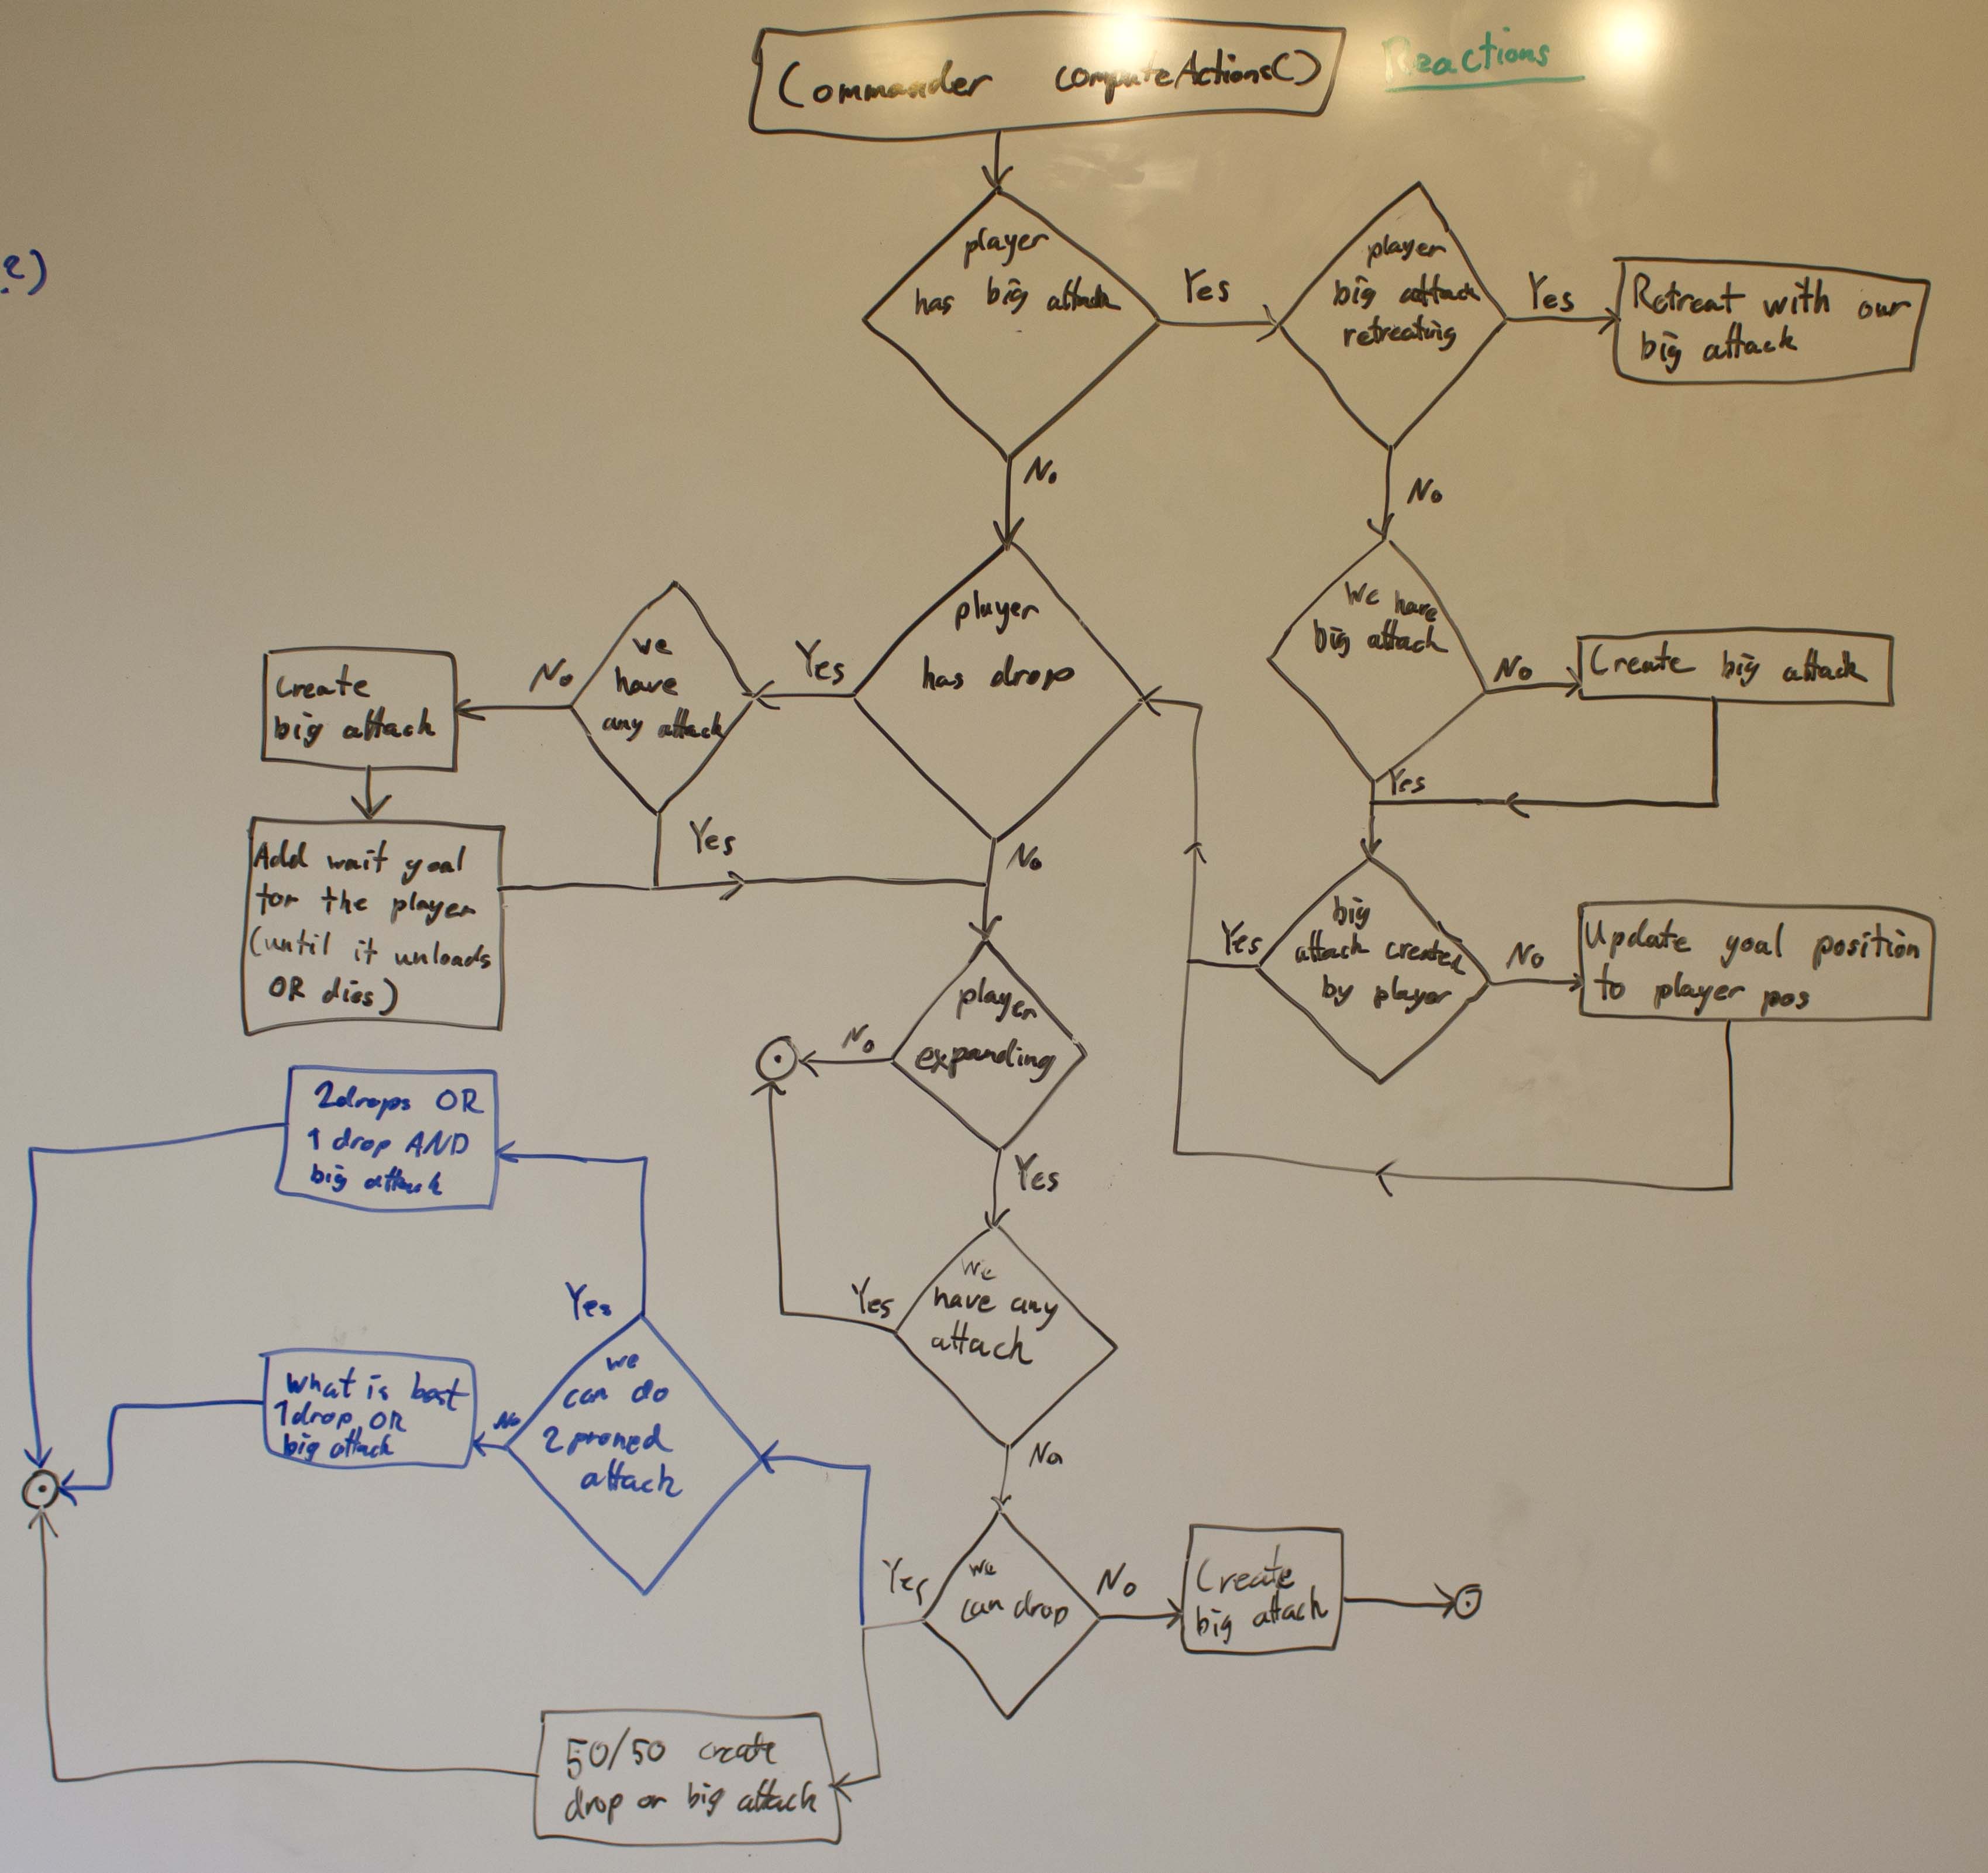 Commander computeActions()
Reactions
?)
player
has big attack
Yes
player
big attack
retreating
Yes
Retreat with our
big attack
No
No
player
has drop
Yes
we
have
any attack
No
Create
big attack
We have
big attack
No
Create big attack
Yes
Add wait goal
for the player
(until it unloads
OR dies)
Yes
No
big
attack created
by player
Yes
No
Update goal position
to player pos
player
expanding
No
Yes
2drops OR
1 drop AND
big attack
Yes
we
have any
attack
Yes
No
we
can do
2 proned
attack
No
What is best
1drop OR
big attack
we
can drop
Yes
No
Create
big attack
50/50 create
drop or big attack